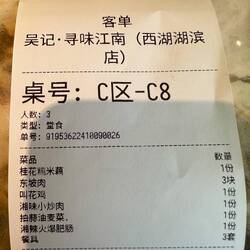 客单
吴记·寻味江南（西湖湖滨
店）
桌号：C区-C8
人数：3
类型：堂食
单号：91953622410090026
菜品 数量
桂花糯米藕 1份
东坡肉 3块
叫花鸡 1份
湘味小炒肉 1份
抽蒜油麦菜， 1份
湘辣火爆肥肠 1份
餐具 3套